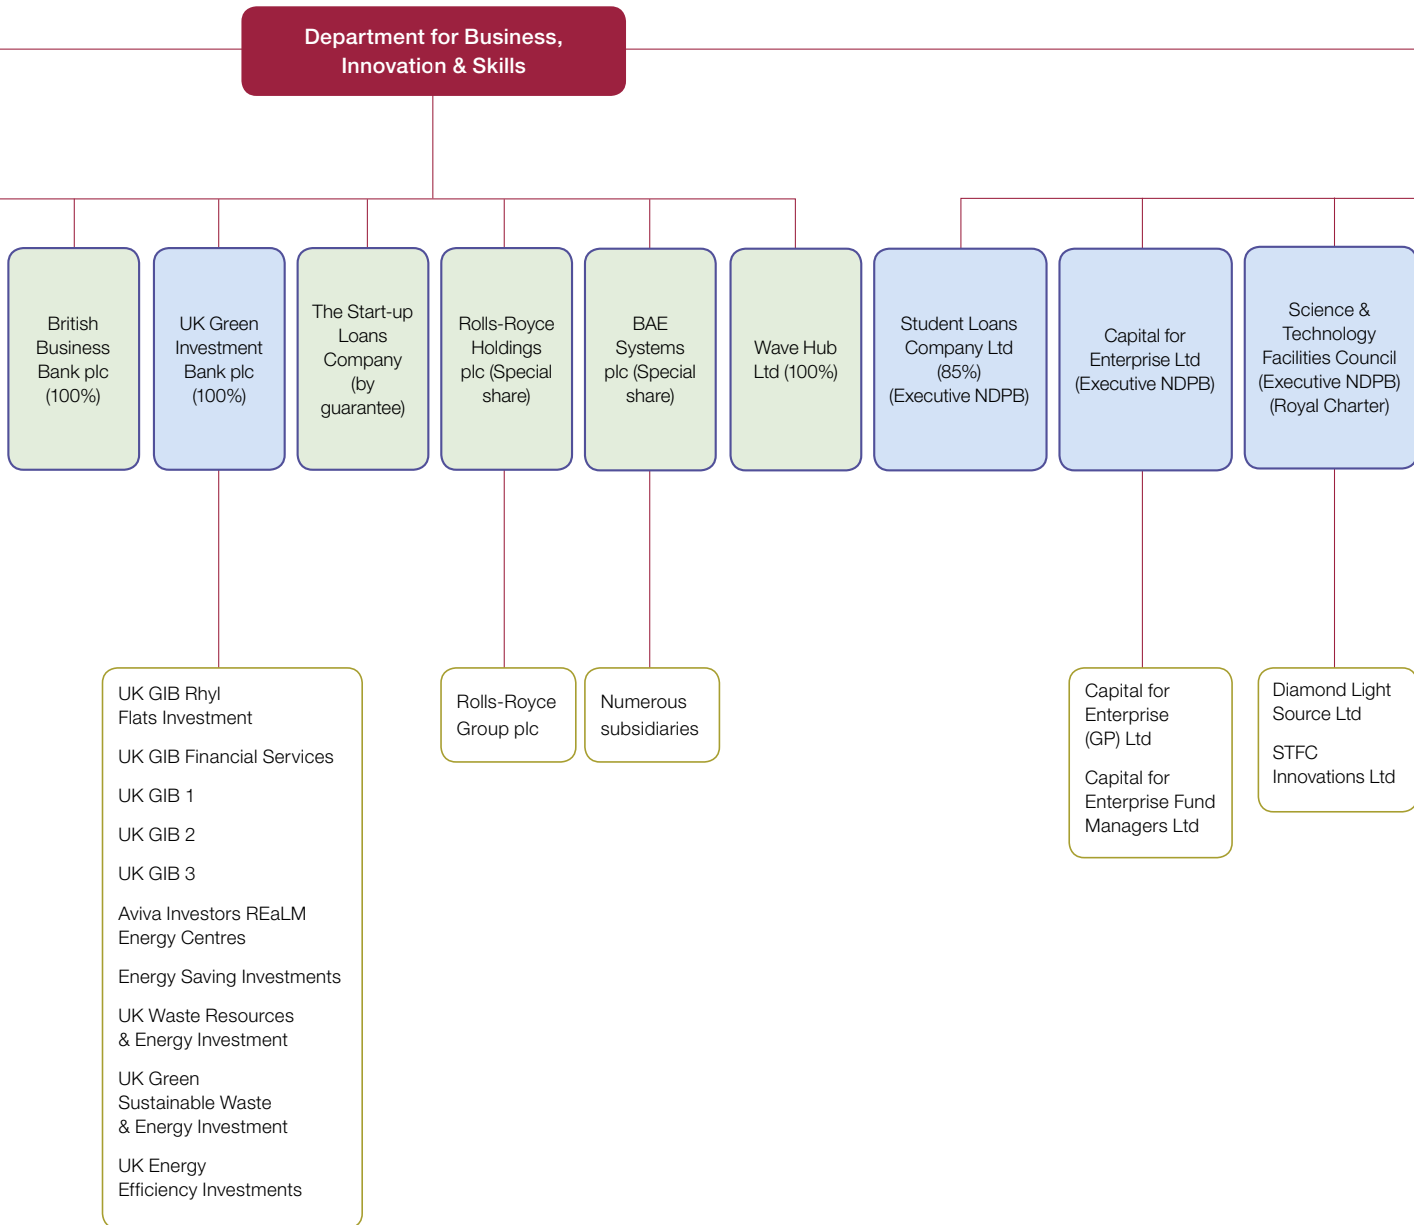 Department for Business,
Innovation & Skills
British
Business
Bank plc
(100%)
UK Green
Investment
Bank plc
(100%)
The Start-up
Loans
Company
(by
guarantee)
Rolls-Royce
Holdings
plc (Special
share)
BAE
Systems
plc (Special
share)
Wave Hub
Ltd (100%)
Student Loans
Company Ltd
(85%)
(Executive NDPB)
Capital for
Enterprise Ltd
(Executive NDPB)
Science &
Technology
Facilities Council
(Executive NDPB)
(Royal Charter)
UK GIB Rhyl
Flats Investment
UK GIB Financial Services
UK GIB 1
UK GIB 2
UK GIB 3
Aviva Investors REaLM
Energy Centres
Energy Saving Investments
UK Waste Resources
& Energy Investment
UK Green
Sustainable Waste
& Energy Investment
UK Energy
Efficiency Investments
Rolls-Royce
Group plc
Numerous
subsidiaries
Capital for
Enterprise
(GP) Ltd
Capital for
Enterprise Fund
Managers Ltd
Diamond Light
Source Ltd
STFC
Innovations Ltd